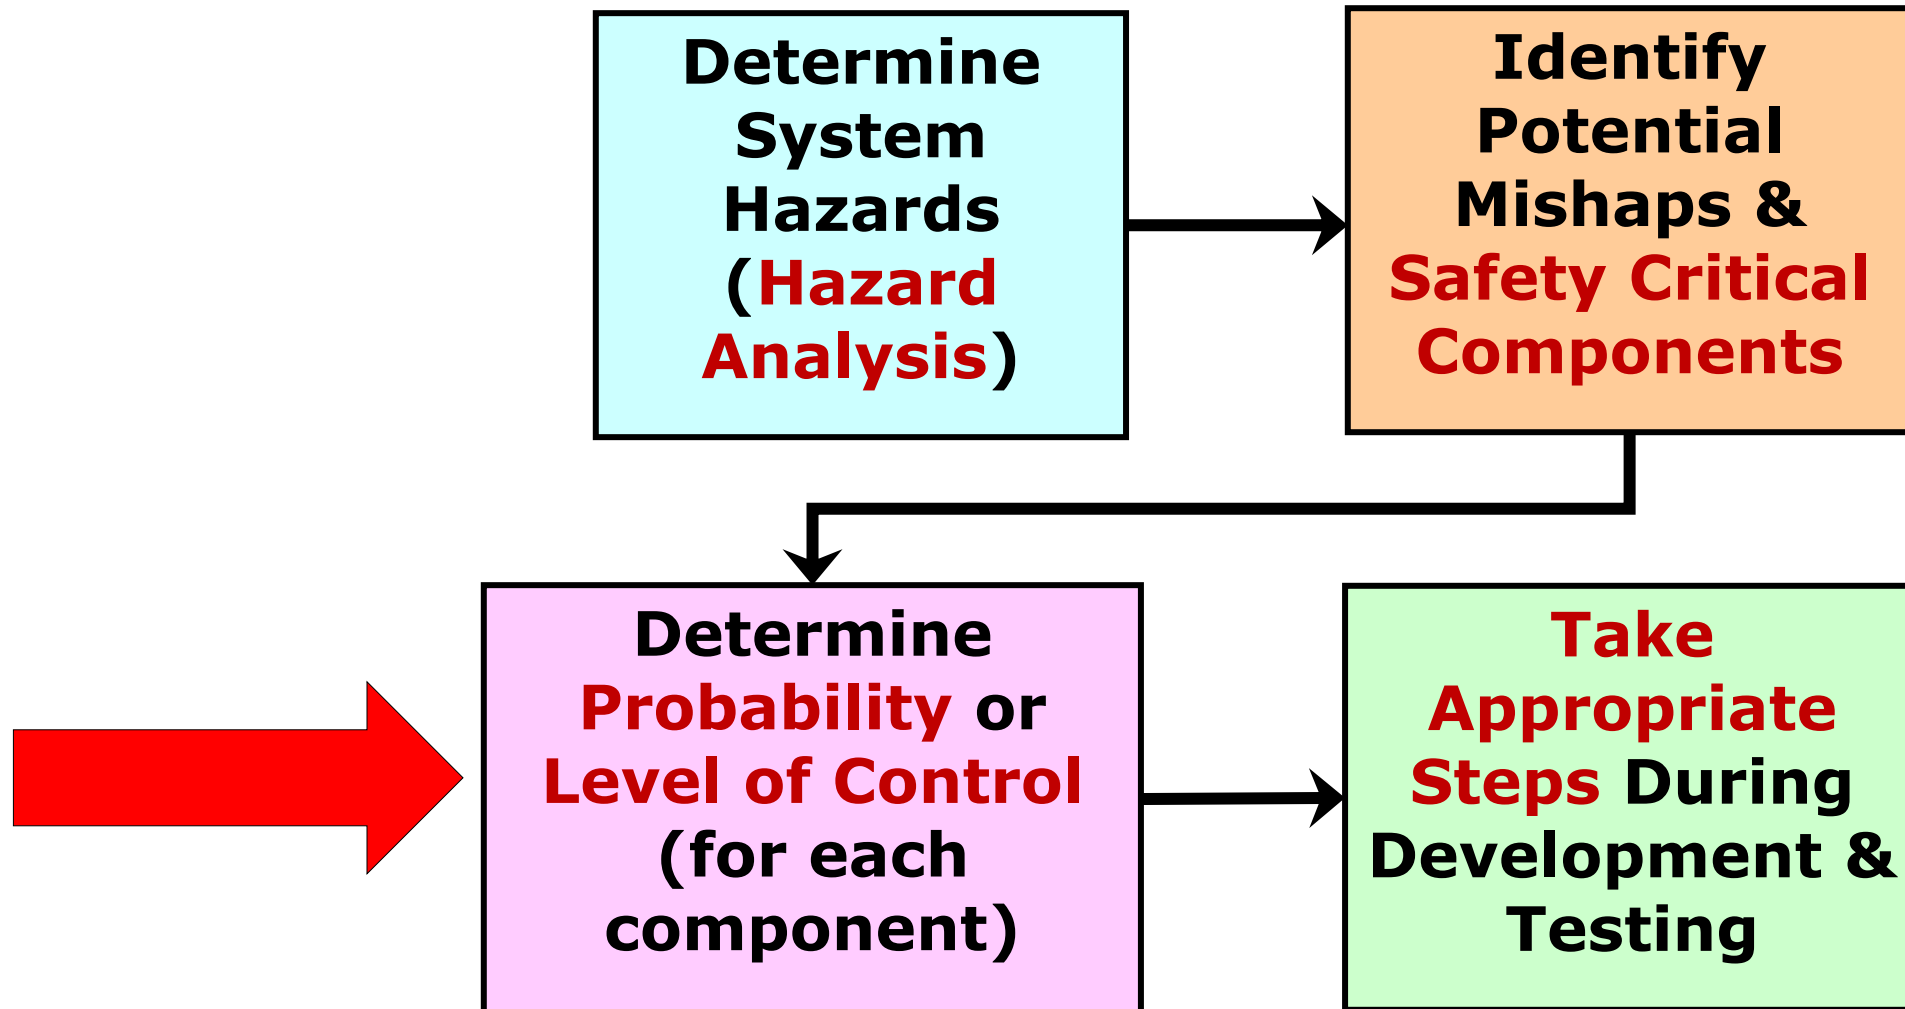 Determine
System
Hazards
(Hazard
Analysis)
Identify
Potential
Mishaps &
Safety Critical
Components
Determine
Probability or
Level of Control
(for each
component)
Take
Appropriate
Steps During
Development &
Testing